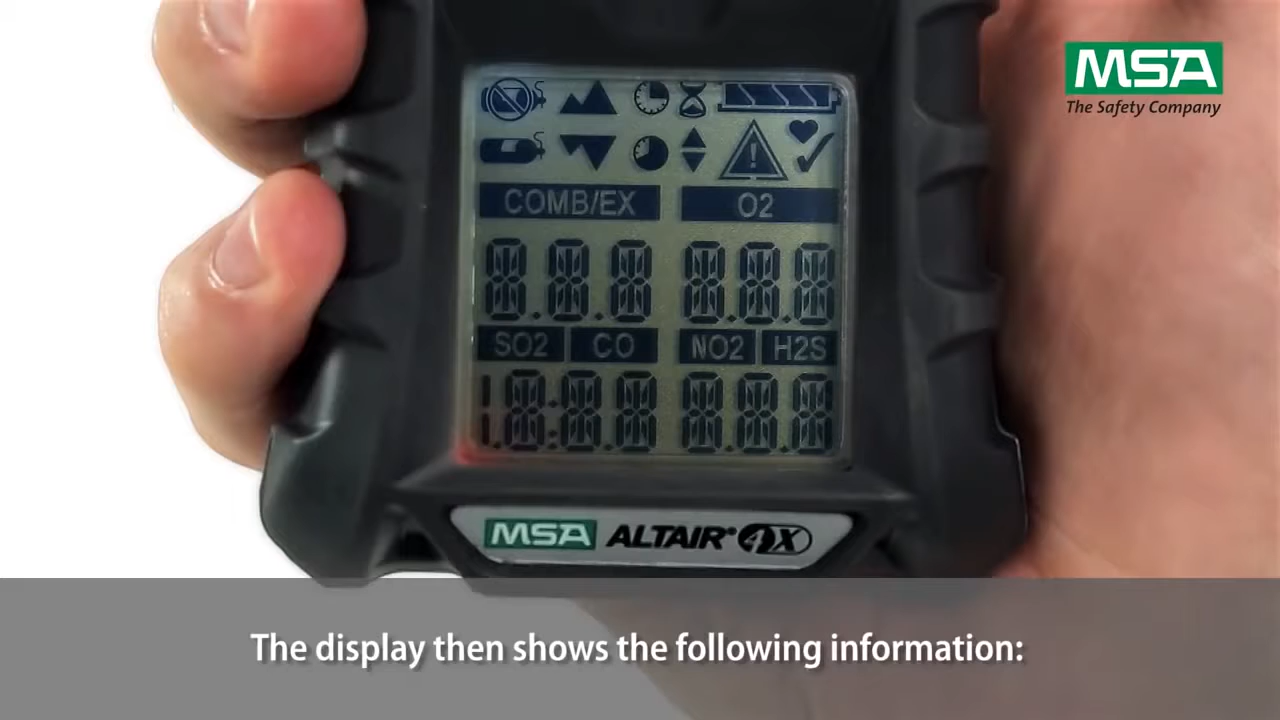 MSA
The Safety Company
COMB/EX O2
SO2 CO NO2 H2S
MSA ALTAIR® 4X
The display then shows the following information: